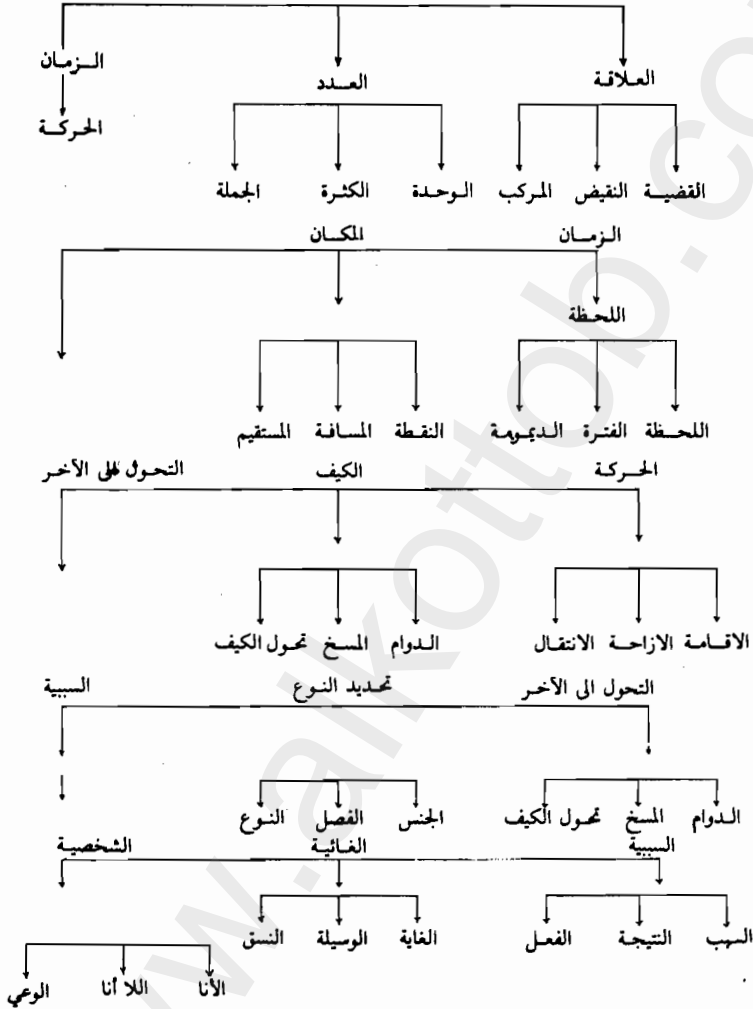 العلاقة العدد الزمان
الحركة
القضية النقيض المركب الوحدة الكثرة الجملة
الزمان المكان
اللحظة
اللحظة الفترة الديمومة النقطة المسافة المستقيم
الحركة الكيف التحول الى الآخر
الاقامة الازاحة الانتقال الدوام المسخ تحول الكيف
التحول الى الآخر تحديد النوع السببية
الدوام المسخ تحول الكيف الجنس الفصل النوع
السببية الغائية الشخصية
السبب النتيجة الفعل الغاية الوسيلة النسق
الأنا اللا أنا الوعي
www.alkottob.co